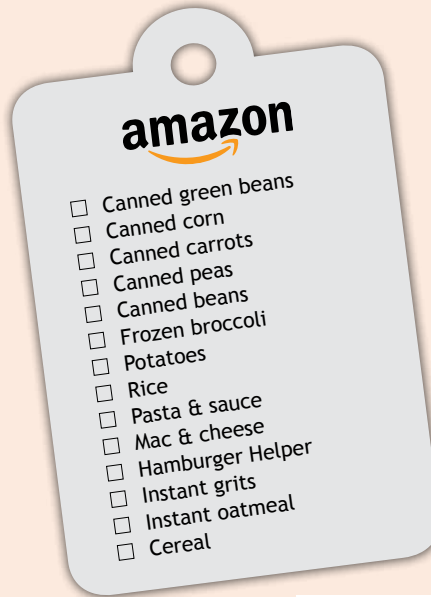 amazon
Canned green beans
Canned corn
Canned carrots
Canned peas
Canned beans
Frozen broccoli
Potatoes
Rice
Pasta & sauce
Mac & cheese
Hamburger Helper
Instant grits
Instant oatmeal
Cereal